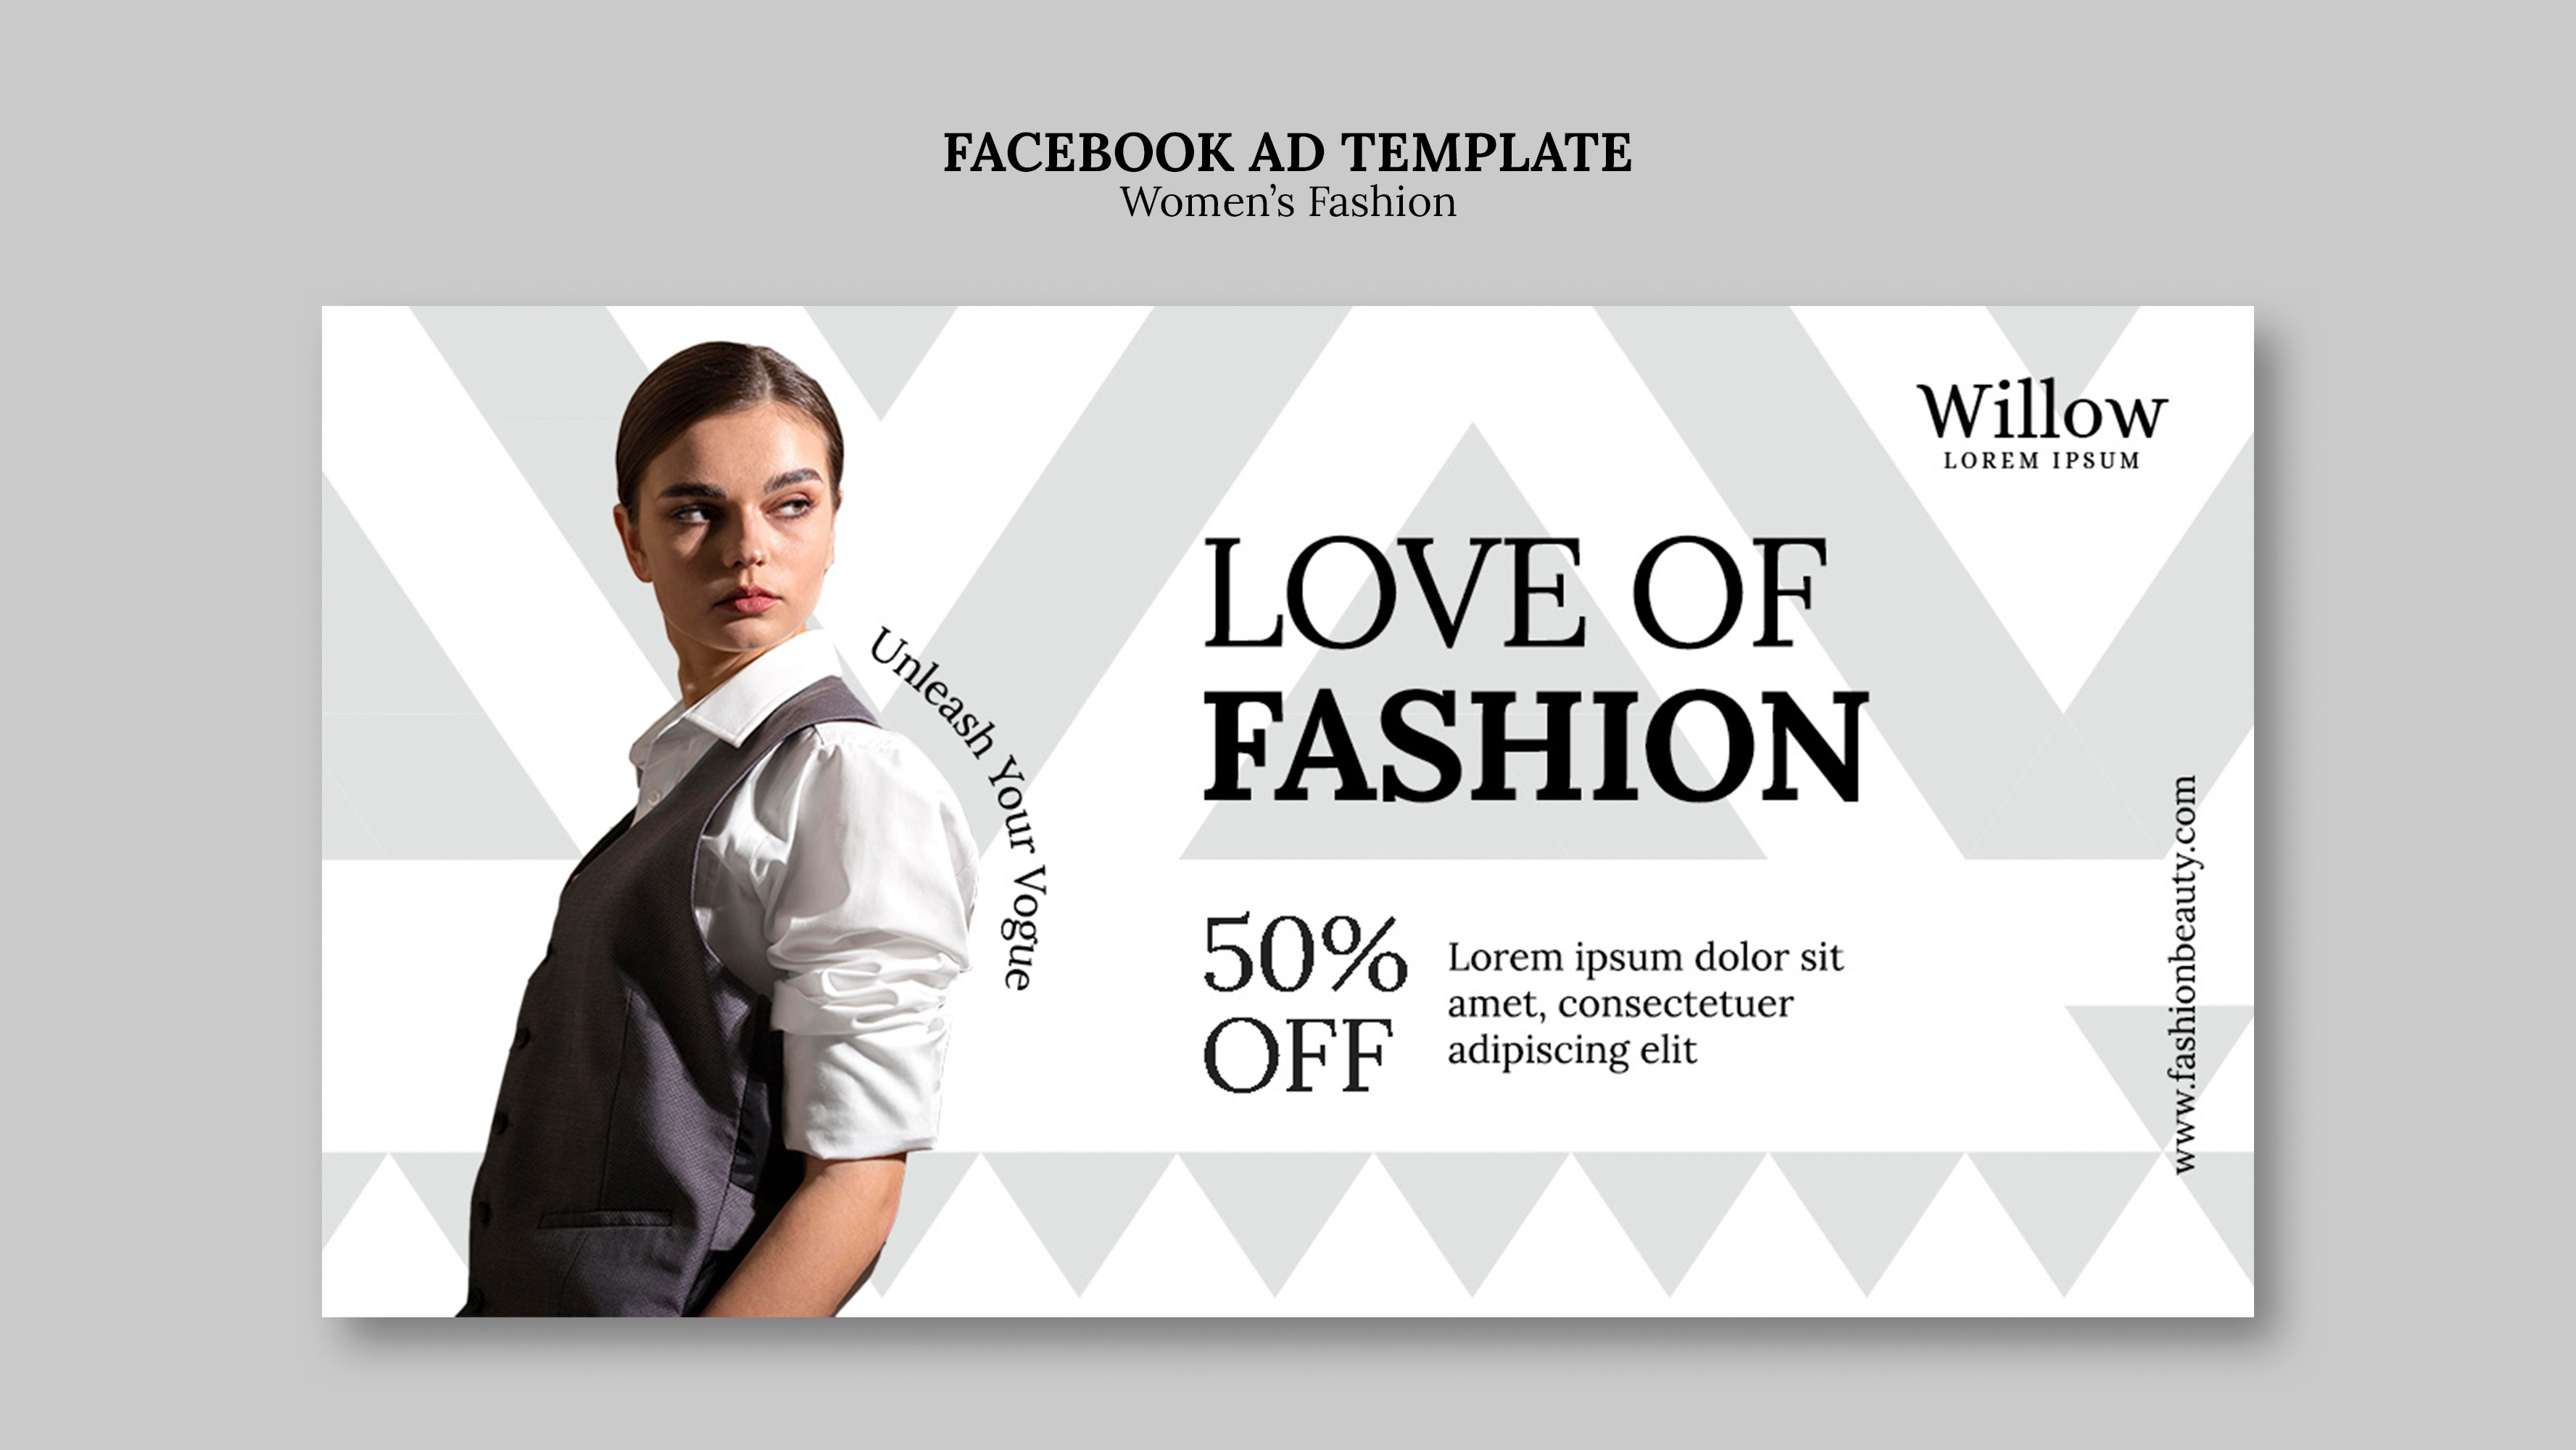 FACEBOOK AD TEMPLATE
Women’s Fashion
Willow
LOREM IPSUM
LOVE OF
FASHION
Unleash Your Vogue
50%
OFF
Lorem ipsum dolor sit
amet, consectetuer
adipiscing elit
www.fashionbeauty.com